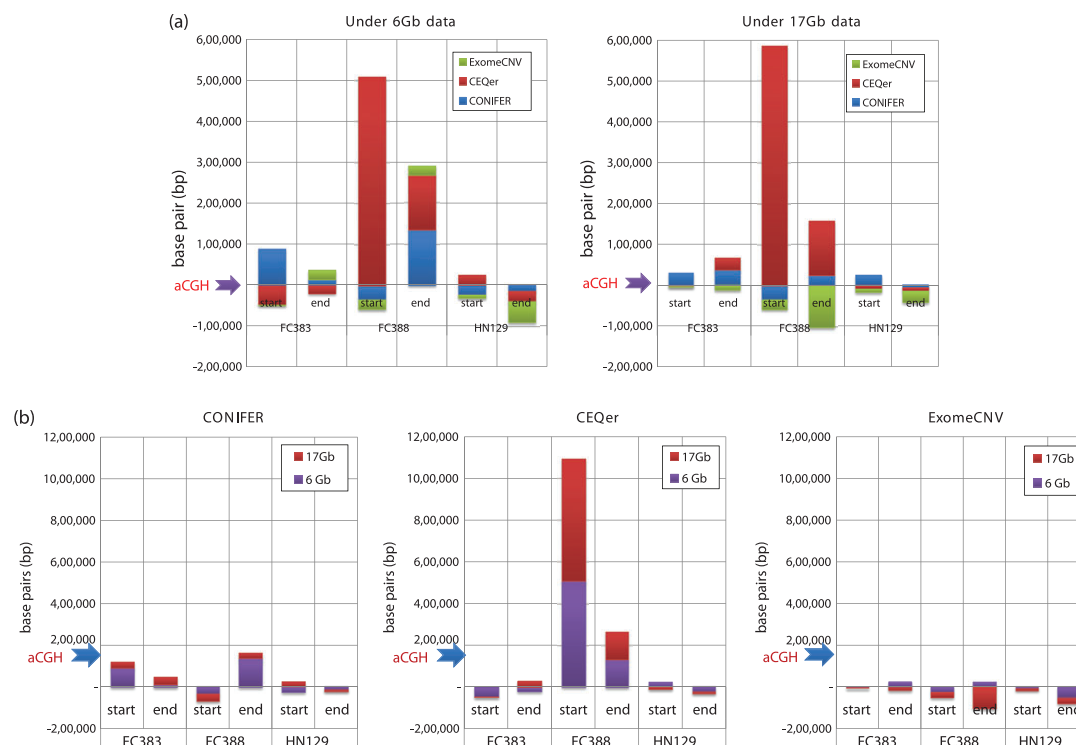 (a)
Under 6Gb data
6,00,000
5,00,000
4,00,000
3,00,000
2,00,000
1,00,000
-1,00,000
-2,00,000
base pair (bp)
aCGH
ExomeCNV
CEQer
CONIFER
start end start end start end
FC383 FC388 HN129
Under 17Gb data
6,00,000
5,00,000
4,00,000
3,00,000
2,00,000
1,00,000
-1,00,000
-2,00,000
base pair (bp)
aCGH
ExomeCNV
CEQer
CONIFER
start end start end start end
FC383 FC388 HN129
(b)
CONIFER
12,00,000
10,00,000
8,00,000
6,00,000
4,00,000
2,00,000
-
-2,00,000
base pairs (bp)
aCGH
17Gb
6 Gb
start end start end start end
FC383 FC388 HN129
CEQer
12,00,000
10,00,000
8,00,000
6,00,000
4,00,000
2,00,000
-
-2,00,000
base pairs (bp)
aCGH
17Gb
6 Gb
start end start end start end
FC383 FC388 HN129
ExomeCNV
12,00,000
10,00,000
8,00,000
6,00,000
4,00,000
2,00,000
-
-2,00,000
base pairs (bp)
aCGH
17Gb
6 Gb
start end start end start end
FC383 FC388 HN129